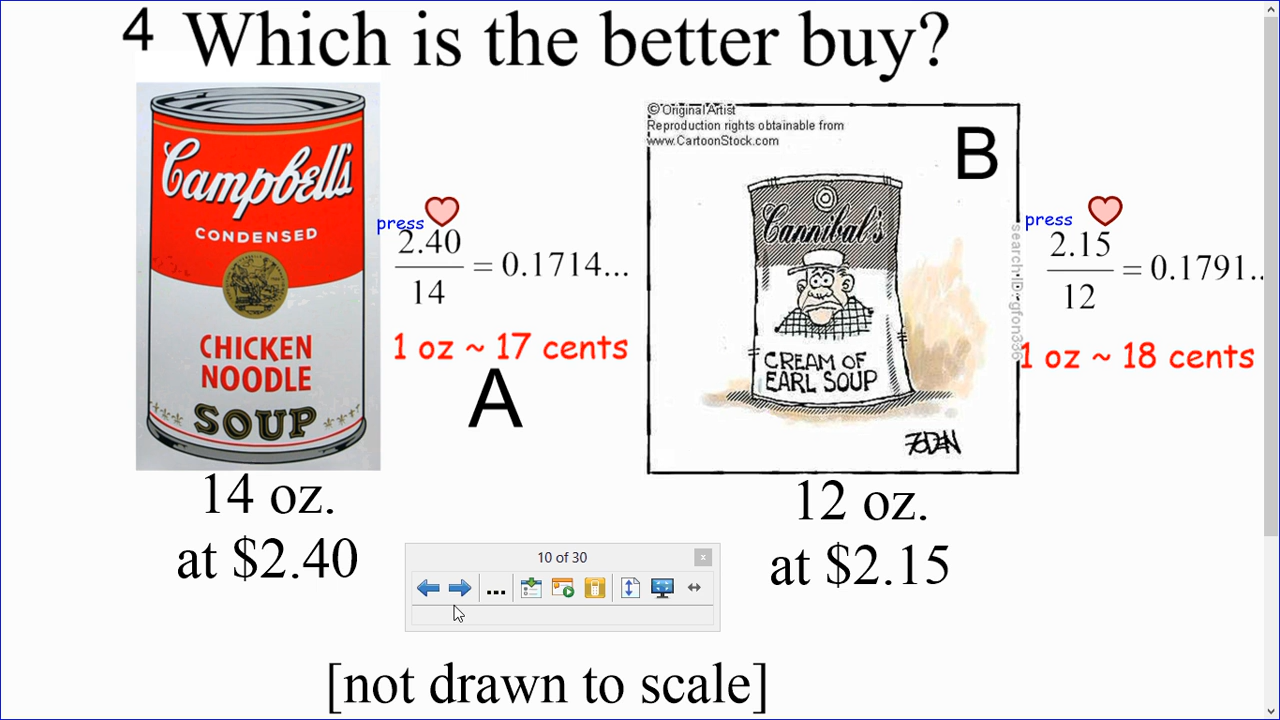 4 Which is the better buy?
Campbell's
CONDENSED
CHICKEN
NOODLE
SOUP
14 oz.
at $2.40
press
2.40
14
= 0.1714...
1 oz ~ 17 cents
A
© Original Artist
Reproduction rights obtainable from
www.CartoonStock.com
B
Cannibal's
CREAM OF
EARL SOUP
search ID: gfon336
12 oz.
at $2.15
press
2.15
12
= 0.1791..
1 oz ~ 18 cents
10 of 30
[not drawn to scale]